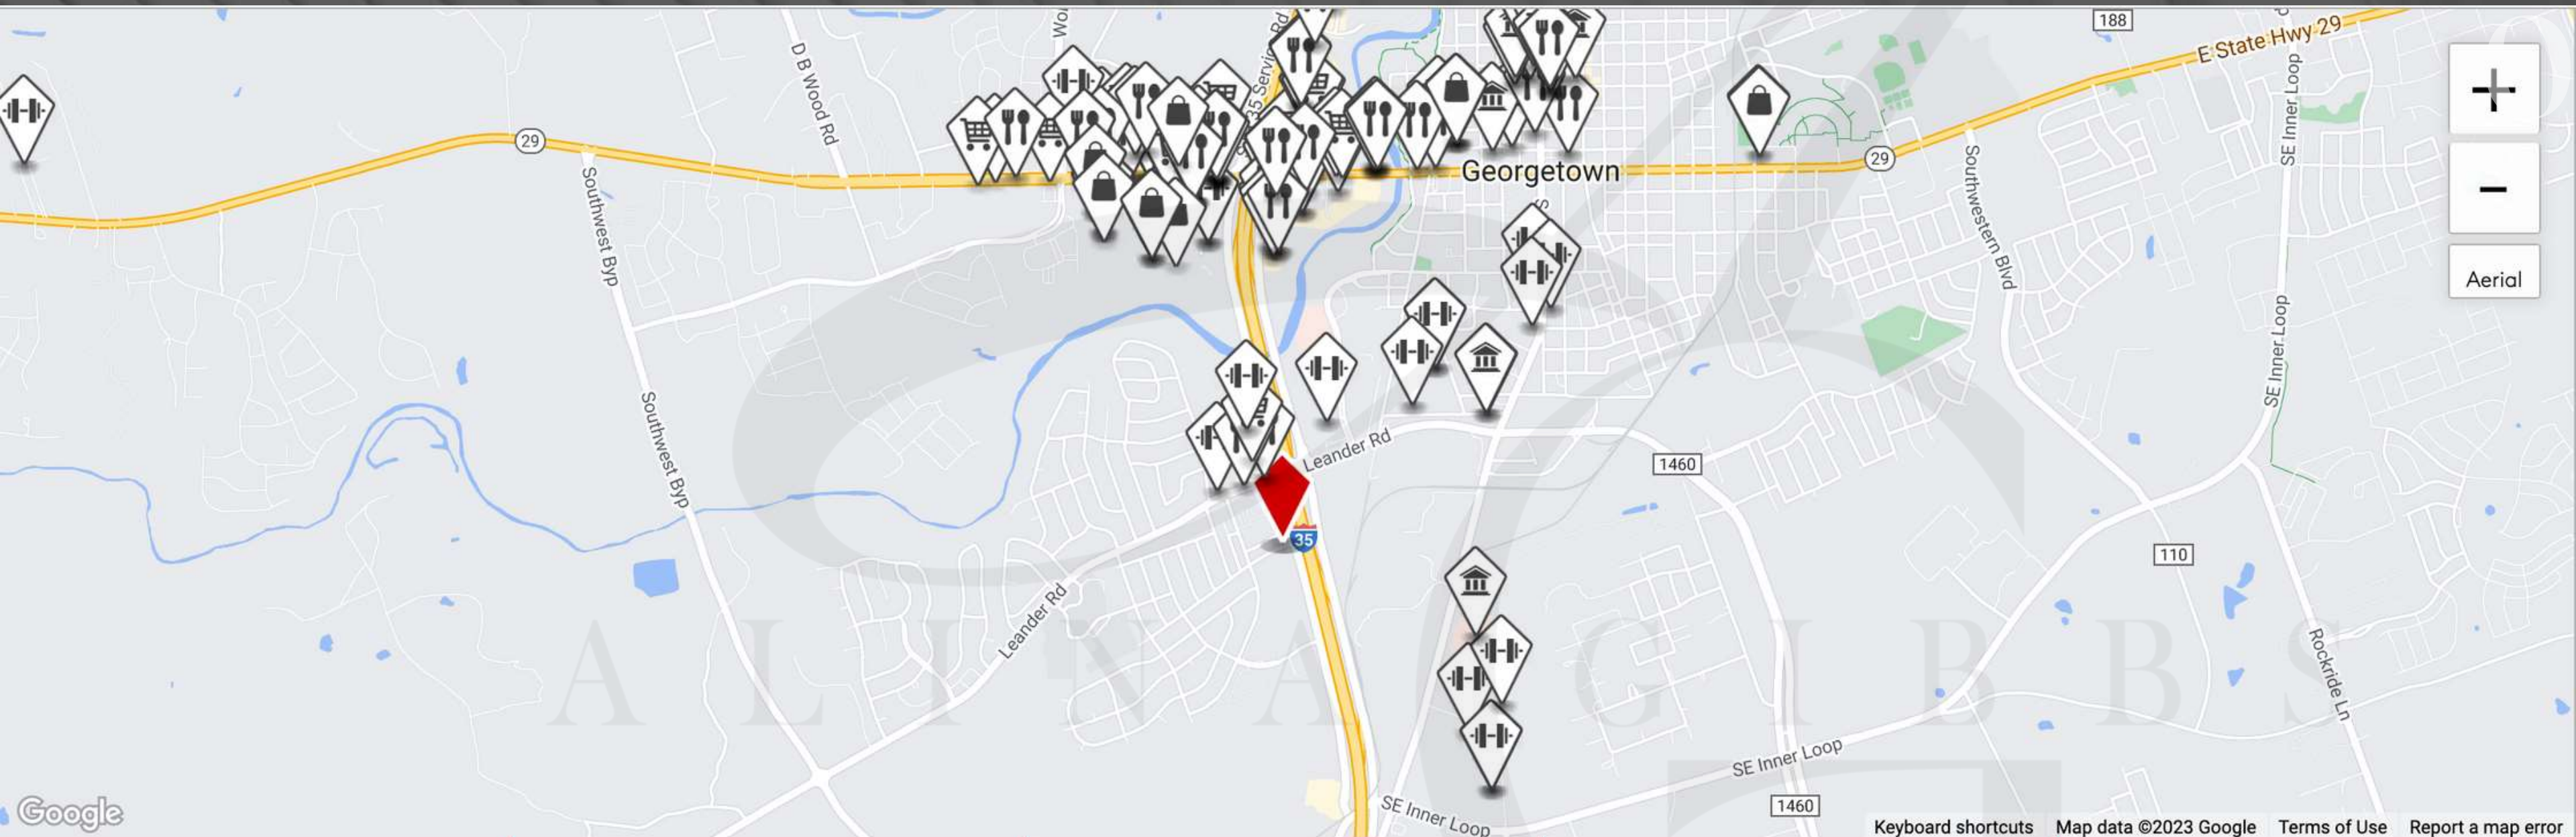 188
E State Hwy 29
D B Wood Rd
29
Georgetown
29
SE Inner Loop
Southwest Byp
Southwestern Blvd
Aerial
SE Inner Loop
Southwest Byp
Leander Rd
1460
35
110
Leander Rd
ALINA GIBBS
Rockride Ln
SE Inner Loop
1460
SE Inner Loop
Google
Keyboard shortcuts Map data ©2023 Google Terms of Use Report a map error